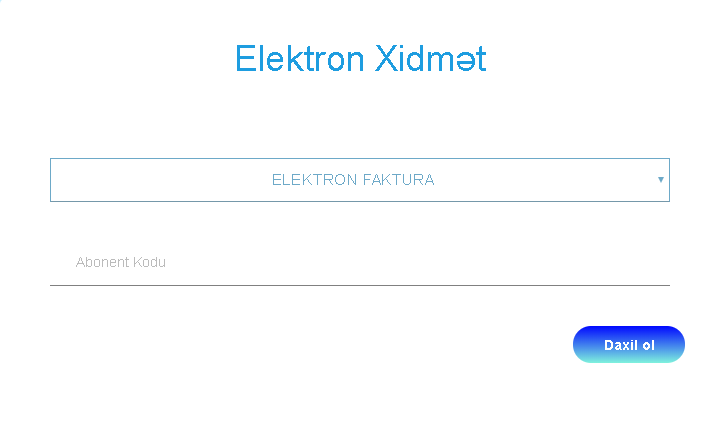 Elektron Xidmət
ELEKTRON FAKTURA
Abonent Kodu
Daxil ol